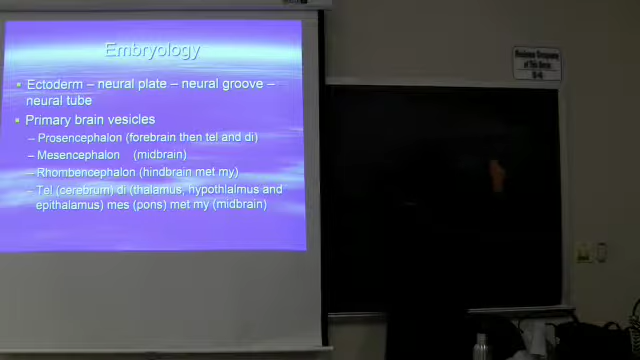 Embryology
Ectoderm – neural plate – neural groove –
neural tube
Primary brain vesicles
– Prosencephalon (forebrain then tel and di)
– Mesencephalon (midbrain)
– Rhombencephalon (hindbrain met my)
– Tel (cerebrum) di (thalamus, hypothlaimus and
epithalamus) mes (pons) met my (midbrain)